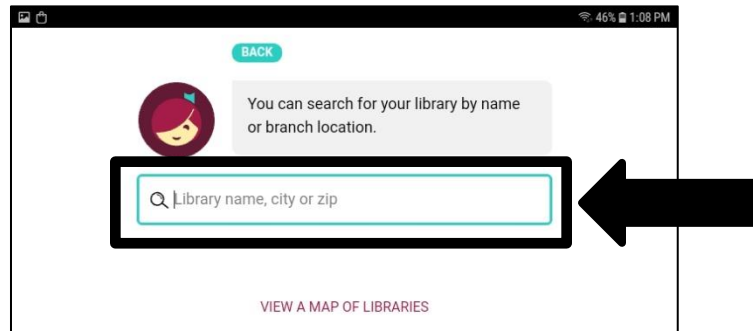 46% 1:08 PM
BACK
You can search for your library by name
or branch location.
Library name, city or zip
VIEW A MAP OF LIBRARIES